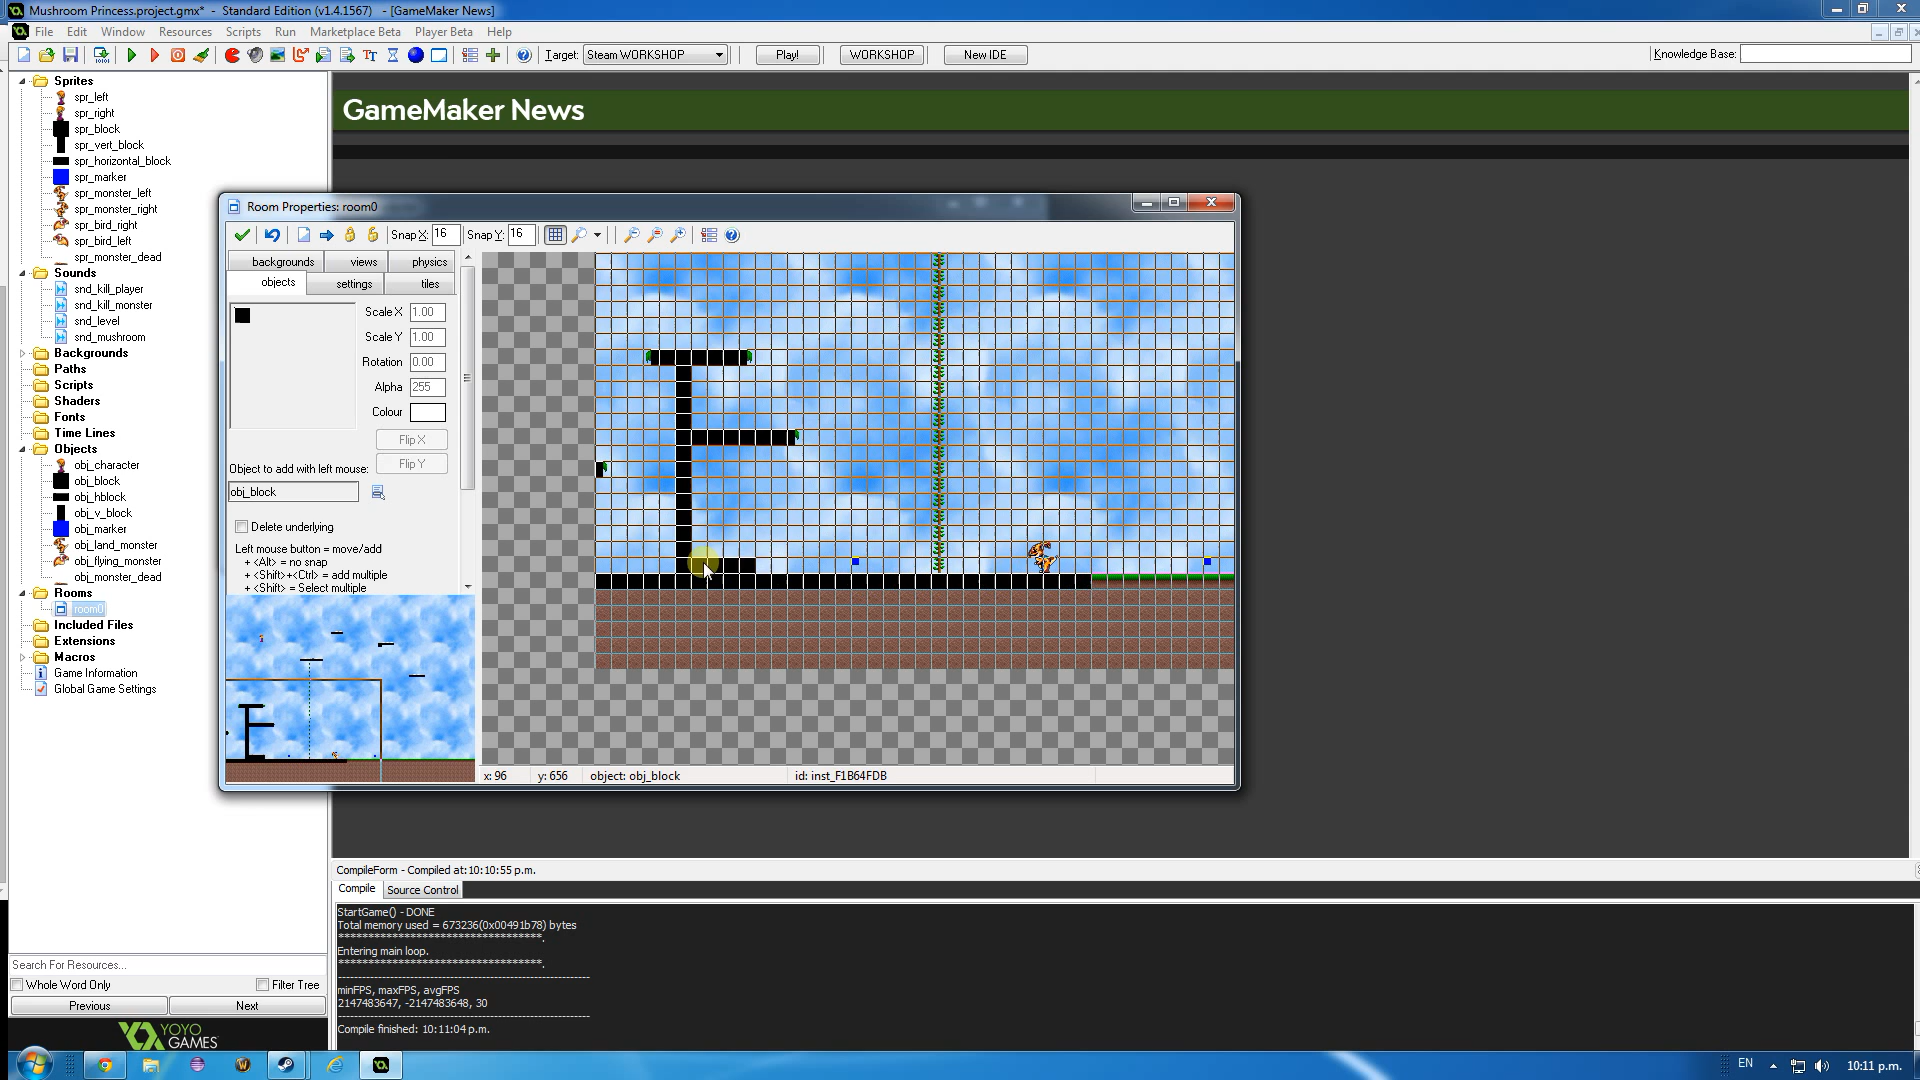 Mushroom Princess.project.gmx* - Standard Edition (v1.4.1567) - [GameMaker News]
File Edit Window Resources Scripts Run Marketplace Beta Player Beta Help
Target: Steam WORKSHOP Play! WORKSHOP New IDE Knowledge Base:
Sprites
spr_left
spr_right
spr_block
spr_vert_block
spr_horizontal_block
spr_marker
spr_monster_left
spr_monster_right
spr_bird_right
spr_bird_left
spr_monster_dead
Sounds
snd_kill_player
snd_kill_monster
snd_level
snd_mushroom
Backgrounds
Paths
Scripts
Shaders
Fonts
Time Lines
Objects
obj_character
obj_block
obj_hblock
obj_v_block
obj_marker
obj_land_monster
obj_flying_monster
obj_monster_dead
Rooms
room0
Included Files
Extensions
Macros
Game Information
Global Game Settings
Search For Resources...
Whole Word Only Filter Tree
Previous Next
YOYO
GAMES
GameMaker News
Room Properties: room0
Snap X: 16 Snap Y: 16
backgrounds views physics
objects settings tiles
Scale X 1.00
Scale Y 1.00
Rotation 0.00
Alpha 255
Colour
Flip X
Flip Y
Object to add with left mouse:
obj_block
Delete underlying
Left mouse button = move/add
+ <Alt> = no snap
+ <Shift>+<Ctrl> = add multiple
+ <Shift> = Select multiple
x: 96 y: 656 object: obj_block id: inst_F1B64FDB
CompileForm - Compiled at: 10:10:55 p.m.
Compile Source Control
StartGame() - DONE
Total memory used = 673236(0x00491b78) bytes
**********************************.
Entering main loop.
**********************************.
---------------------------------------------------------------
minFPS, maxFPS, avgFPS
2147483647, -2147483648, 30
---------------------------------------------------------------
Compile finished: 10:11:04 p.m.
EN 10:11 p.m.